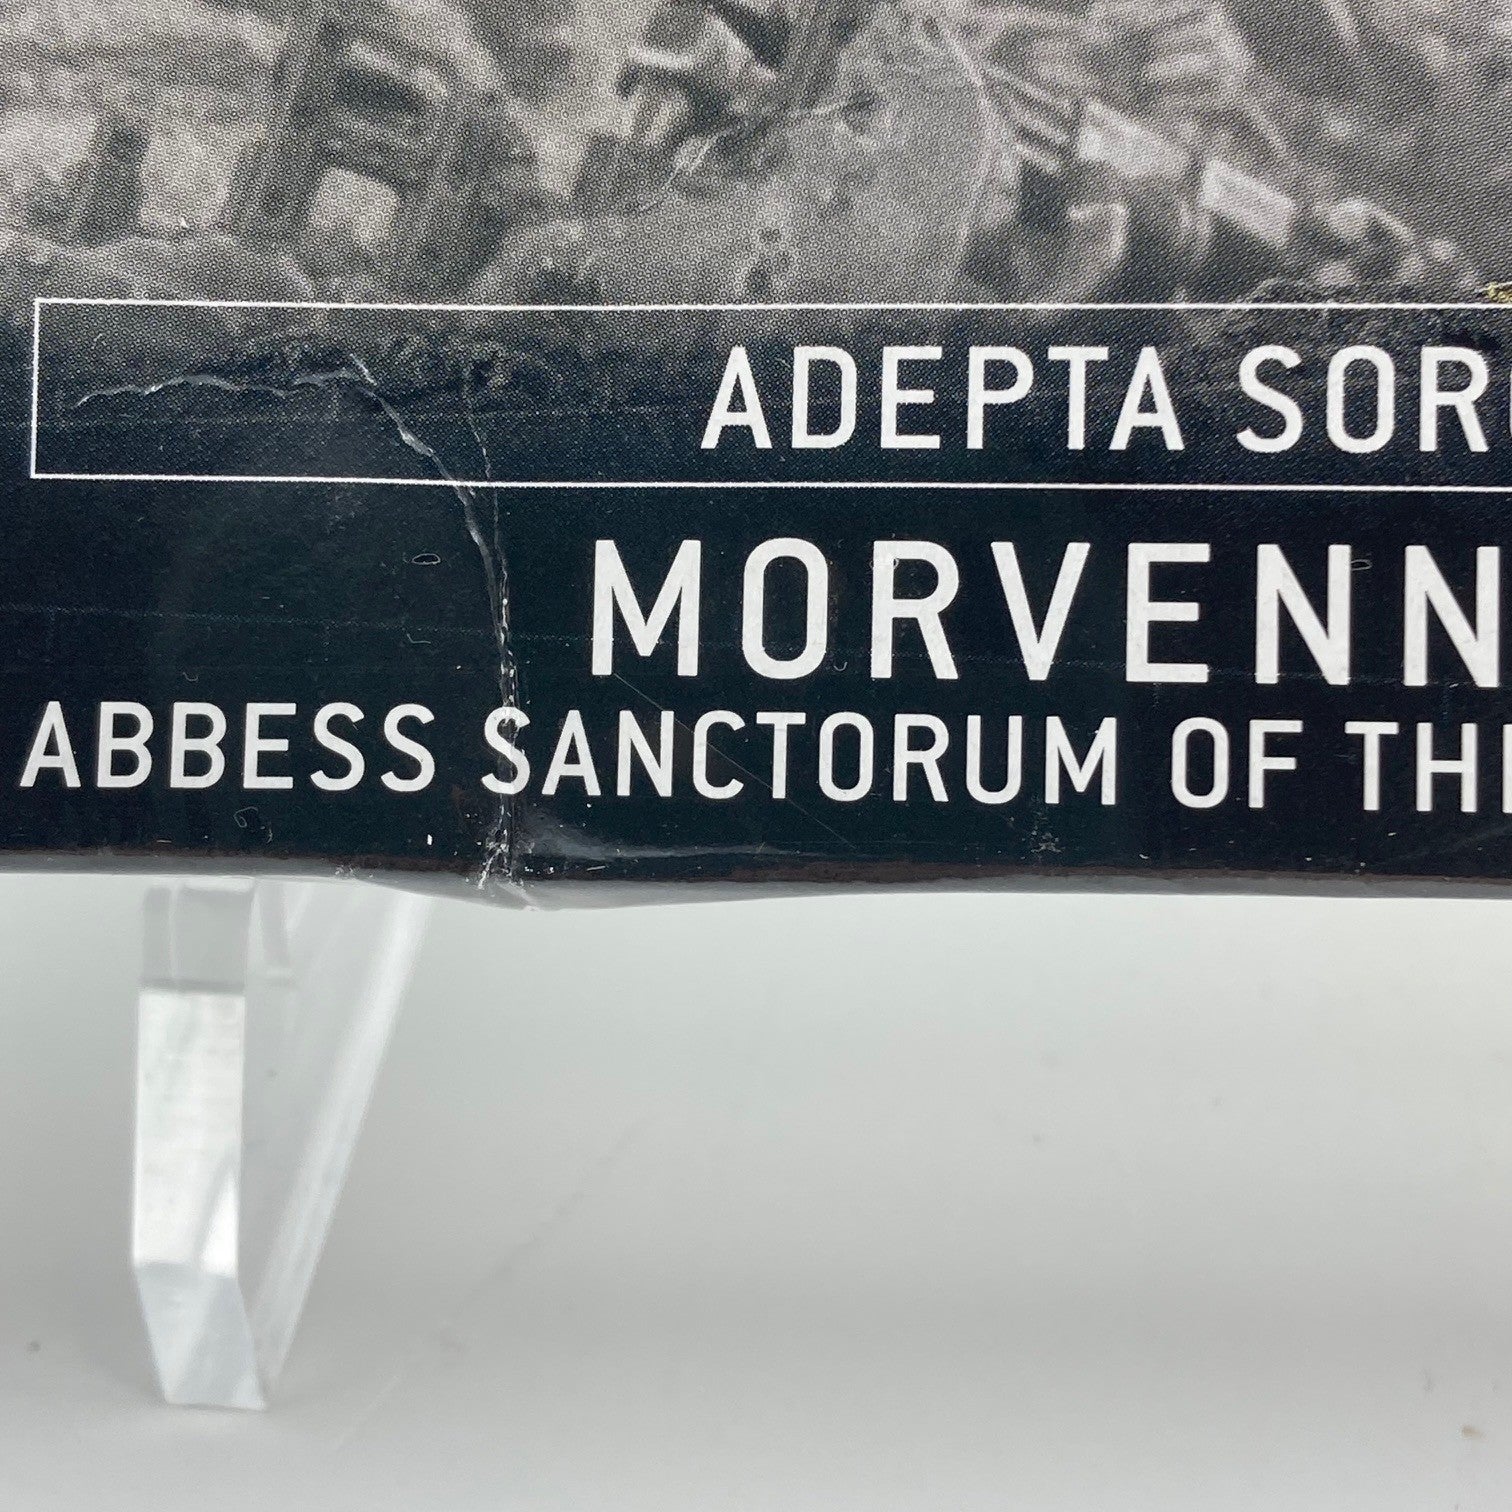 ADEPTA SOR
MORVENN
ABBESS SANCTORUM OF THE